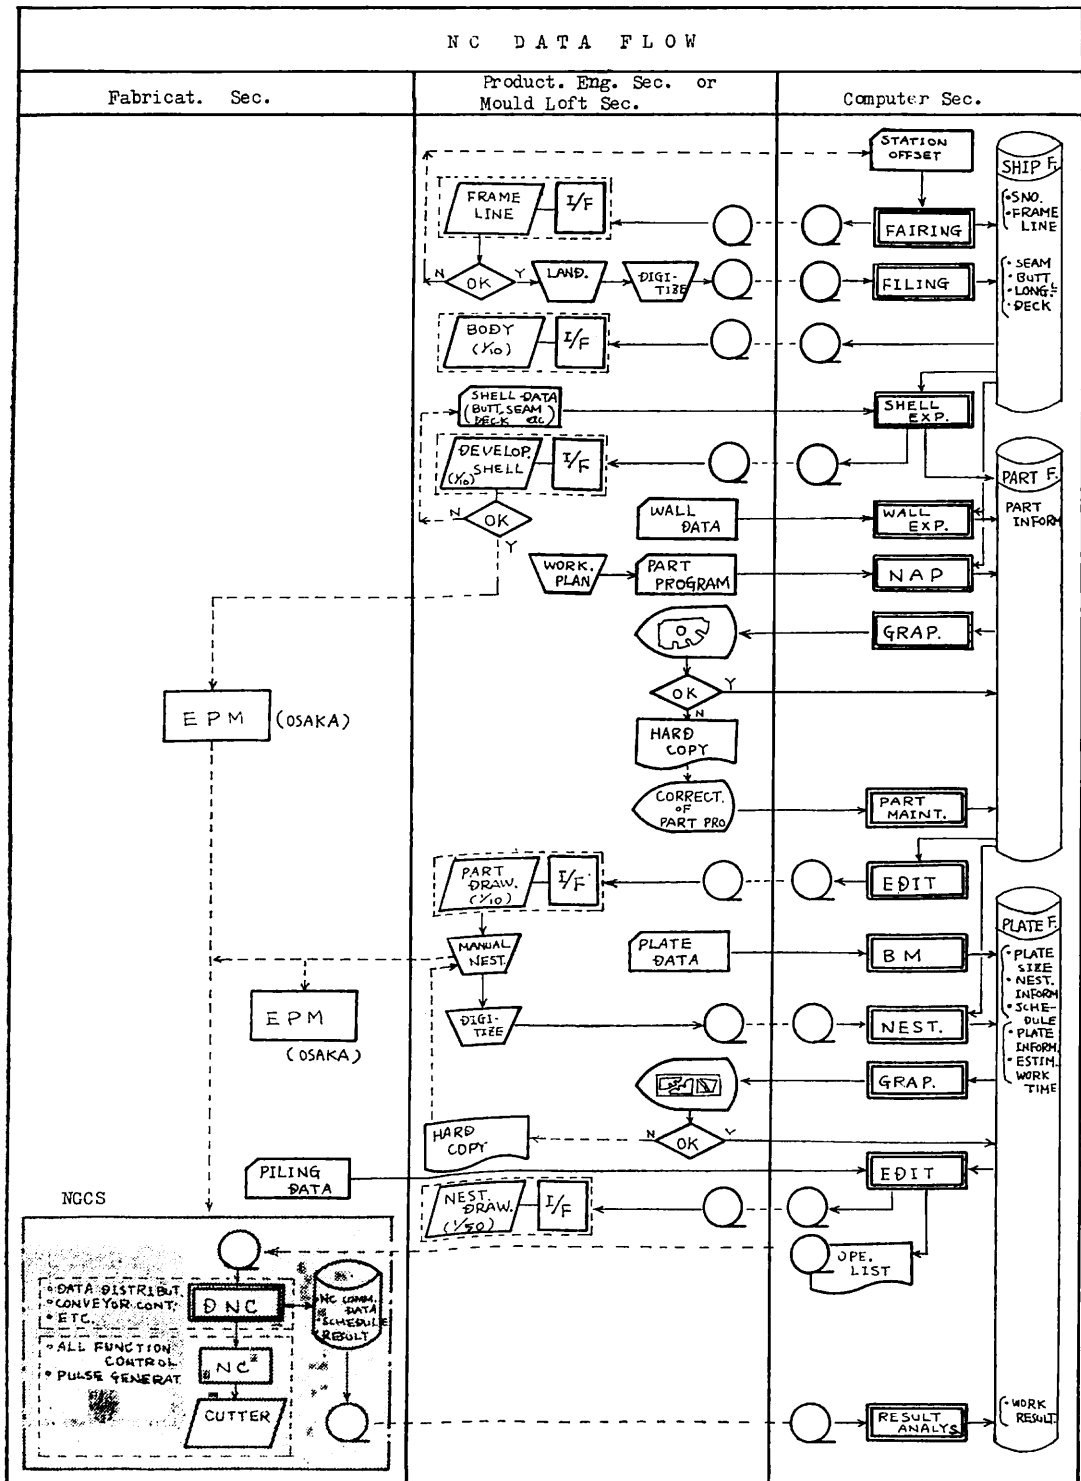 NC DATA FLOW
Fabricat. Sec.
Product. Eng. Sec. or
Mould Loft Sec.
Computer Sec.
STATION
OFFSET
SHIP F.
FRAME
LINE
I/F
FAIRING
• SNO.
• FRAME
LINE
N
OK
Y
LAND.
DIGI-
TIZE
FILING
• SEAM
• BUTT
• LONG'L
• DECK
BODY
(1/10)
I/F
SHELL DATA
(BUTT, SEAM
DECK etc)
SHELL
EXP.
DEVELOP.
SHELL
(1/10)
I/F
PART F.
N
OK
Y
WALL
DATA
WALL
EXP.
PART
INFORM
WORK.
PLAN
PART
PROGRAM
NAP
GRAP.
OK
Y
N
EPM
(OSAKA)
HARD
COPY
CORRECT.
OF
PART PRO
PART
MAINT.
PART
DRAW.
(1/10)
I/F
EDIT
PLATE F.
MANUAL
NEST.
PLATE
DATA
BM
• PLATE
SIZE
• NEST.
INFORM
• SCHE-
DULE
• PLATE
INFORM.
• ESTIM.
WORK
TIME
EPM
(OSAKA)
DIGI-
TIZE
NEST.
GRAP.
HARD
COPY
N
OK
Y
PILING
DATA
EDIT
NEST.
DRAW.
(1/50)
I/F
OPE.
LIST
NGCS
• DATA DISTRIBUT.
• CONVEYOR CONT.
• ETC.
DNC
• NC COMM.
DATA
• SCHEDULE
• RESULT
• ALL FUNCTION
CONTROL
• PULSE GENERAT.
NC
CUTTER
RESULT
ANALYS.
• WORK
RESULT.